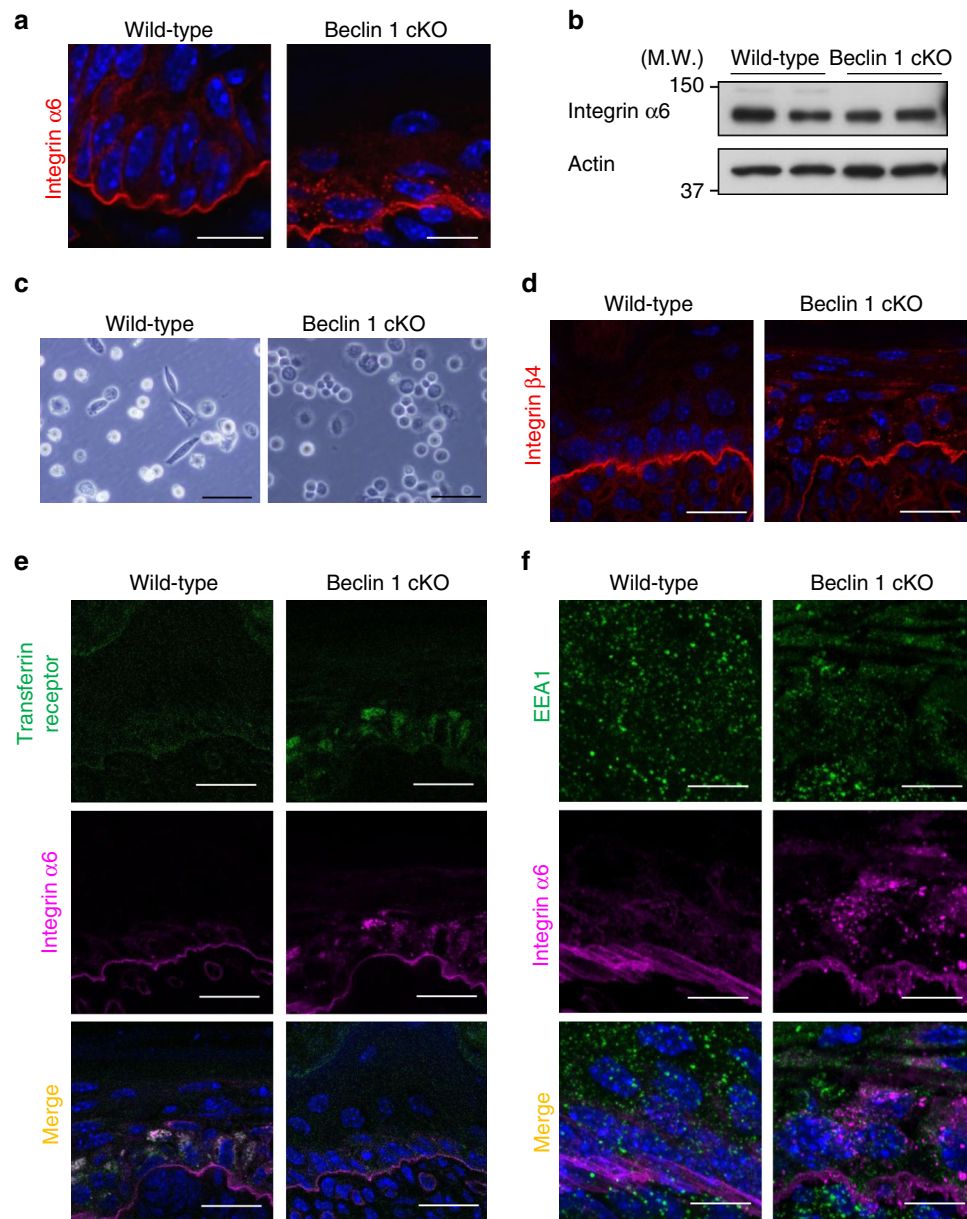 a
Wild-type
Beclin 1 cKO
Integrin α6
b
(M.W.)
Wild-type
Beclin 1 cKO
150
Integrin α6
Actin
37
c
Wild-type
Beclin 1 cKO
d
Wild-type
Beclin 1 cKO
Integrin β4
e
Wild-type
Beclin 1 cKO
Transferrin
receptor
Integrin α6
Merge
f
Wild-type
Beclin 1 cKO
EEA1
Integrin α6
Merge